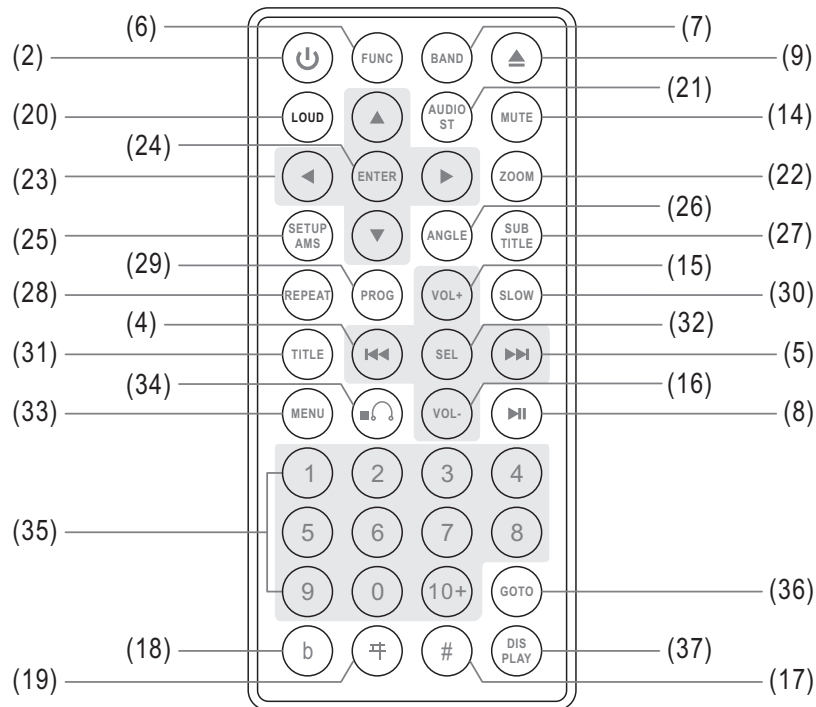 (6) (7)
(2) FUNC BAND (9)
(20) LOUD AUDIO ST MUTE (21) (14)
(24)
(23) ENTER ZOOM (22)
(26)
(25) SETUP AMS ANGLE SUB TITLE (27)
(29) (15)
(28) REPEAT PROG VOL+ SLOW (30)
(4) (32)
(31) TITLE SEL (5)
(34) (16)
(33) MENU VOL- (8)
1 2 3 4
(35) 5 6 7 8
9 0 10+ GOTO (36)
(18) b # DIS PLAY (37)
(19) (17)